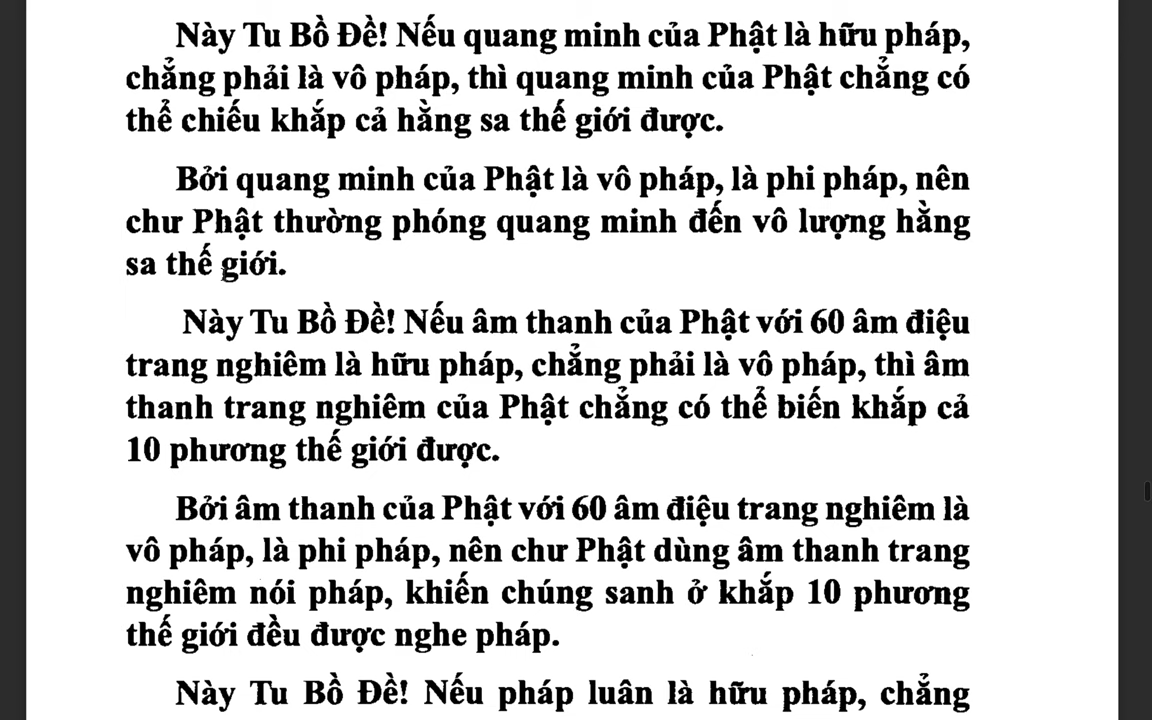 Này Tu Bồ Đề! Nếu quang minh của Phật là hữu pháp,
chẳng phải là vô pháp, thì quang minh của Phật chẳng có
thể chiếu khắp cả hằng sa thế giới được.
Bởi quang minh của Phật là vô pháp, là phi pháp, nên
chư Phật thường phóng quang minh đến vô lượng hằng
sa thế giới.
Này Tu Bồ Đề! Nếu âm thanh của Phật với 60 âm điệu
trang nghiêm là hữu pháp, chẳng phải là vô pháp, thì âm
thanh trang nghiêm của Phật chẳng có thể biến khắp cả
10 phương thế giới được.
Bởi âm thanh của Phật với 60 âm điệu trang nghiêm là
vô pháp, là phi pháp, nên chư Phật dùng âm thanh trang
nghiêm nói pháp, khiến chúng sanh ở khắp 10 phương
thế giới đều được nghe pháp.
Này Tu Bồ Đề! Nếu pháp luân là hữu pháp, chẳng